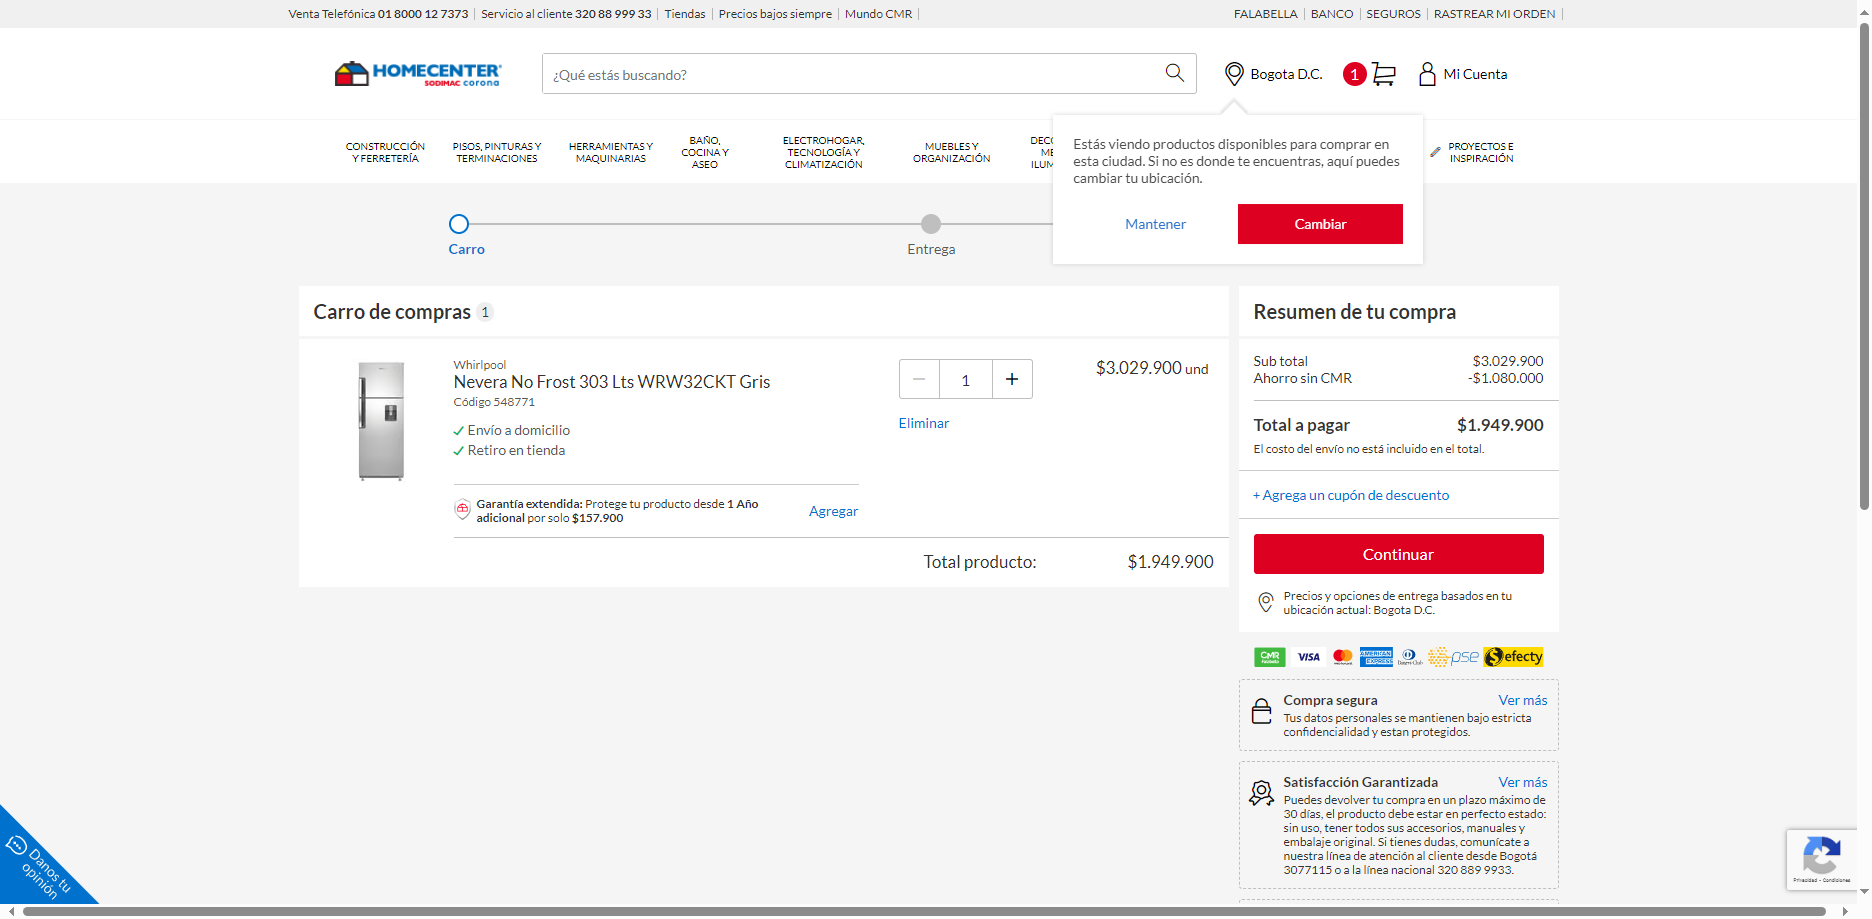 Venta Telefónica 01 8000 12 7373 Servicio al cliente 320 88 999 33 Tiendas Precios bajos siempre Mundo CMR
FALABELLA BANCO SEGUROS RASTREAR MI ORDEN
HOMECENTER
SODIMAC corona
¿Qué estás buscando?
Bogota D.C.
1
Mi Cuenta
CONSTRUCCIÓN
Y FERRETERÍA
PISOS, PINTURAS Y
TERMINACIONES
HERRAMIENTAS Y
MAQUINARIAS
BAÑO,
COCINA Y
ASEO
ELECTROHOGAR,
TECNOLOGÍA Y
CLIMATIZACIÓN
MUEBLES Y
ORGANIZACIÓN
PROYECTOS E
INSPIRACIÓN
Estás viendo productos disponibles para comprar en
esta ciudad. Si no es donde te encuentras, aquí puedes
cambiar tu ubicación.
Mantener
Cambiar
Carro
Entrega
Carro de compras 1
Whirlpool
Nevera No Frost 303 Lts WRW32CKT Gris
Código 548771
Envío a domicilio
Retiro en tienda
1
Eliminar
$3.029.900 und
Garantía extendida: Protege tu producto desde 1 Año
adicional por solo $157.900
Agregar
Total producto: $1.949.900
Resumen de tu compra
Sub total $3.029.900
Ahorro sin CMR -$1.080.000
Total a pagar $1.949.900
El costo del envío no está incluido en el total.
+ Agrega un cupón de descuento
Continuar
Precios y opciones de entrega basados en tu
ubicación actual: Bogota D.C.
CMR VISA AMERICAN EXPRESS pse efecty
Compra segura Ver más
Tus datos personales se mantienen bajo estricta
confidencialidad y estan protegidos.
Satisfacción Garantizada Ver más
Puedes devolver tu compra en un plazo máximo de
30 días, el producto debe estar en perfecto estado:
sin uso, tener todos sus accesorios, manuales y
embalaje original. Si tienes dudas, comunícate a
nuestra línea de atención al cliente desde Bogotá
3077115 o a la línea nacional 320 889 9933.
Danos tu
opinión
Privacidad - Condiciones